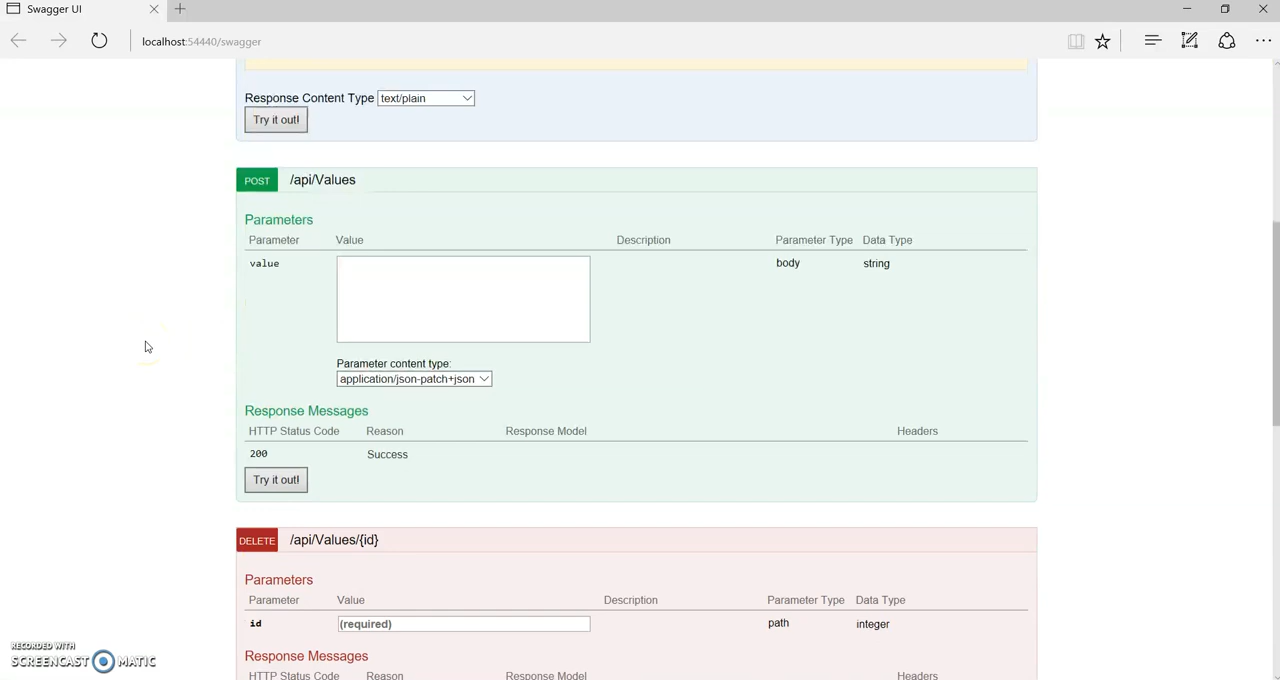 Swagger UI
localhost:54440/swagger
Response Content Type text/plain
Try it out!
POST /api/Values
Parameters
Parameter Value Description Parameter Type Data Type
value body string
Parameter content type:
application/json-patch+json
Response Messages
HTTP Status Code Reason Response Model Headers
200 Success
Try it out!
DELETE /api/Values/{id}
Parameters
Parameter Value Description Parameter Type Data Type
id (required) path integer
Response Messages
HTTP Status Code Reason Response Model Headers
RECORDED WITH
SCREENCAST MATIC